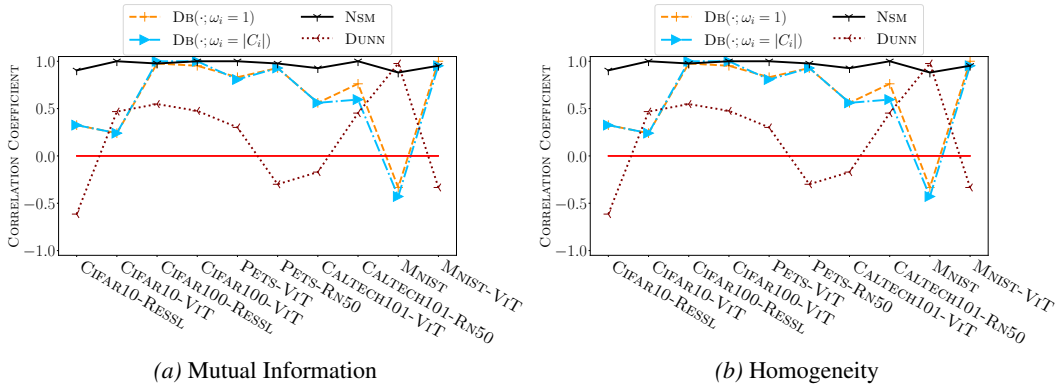 DB(·; ωᵢ = 1)
NSM
DB(·; ωᵢ = |Cᵢ|)
DUNN
CORRELATION COEFFICIENT
1.0
0.5
0.0
−0.5
−1.0
CIFAR10-RESSL
CIFAR10-VIT
CIFAR100-RESSL
CIFAR100-VIT
PETS-VIT
PETS-RN50
CALTECH101-VIT
CALTECH101-RN50
MNIST
MNIST-VIT
(a) Mutual Information
DB(·; ωᵢ = 1)
NSM
DB(·; ωᵢ = |Cᵢ|)
DUNN
CORRELATION COEFFICIENT
1.0
0.5
0.0
−0.5
−1.0
CIFAR10-RESSL
CIFAR10-VIT
CIFAR100-RESSL
CIFAR100-VIT
PETS-VIT
PETS-RN50
CALTECH101-VIT
CALTECH101-RN50
MNIST
MNIST-VIT
(b) Homogeneity